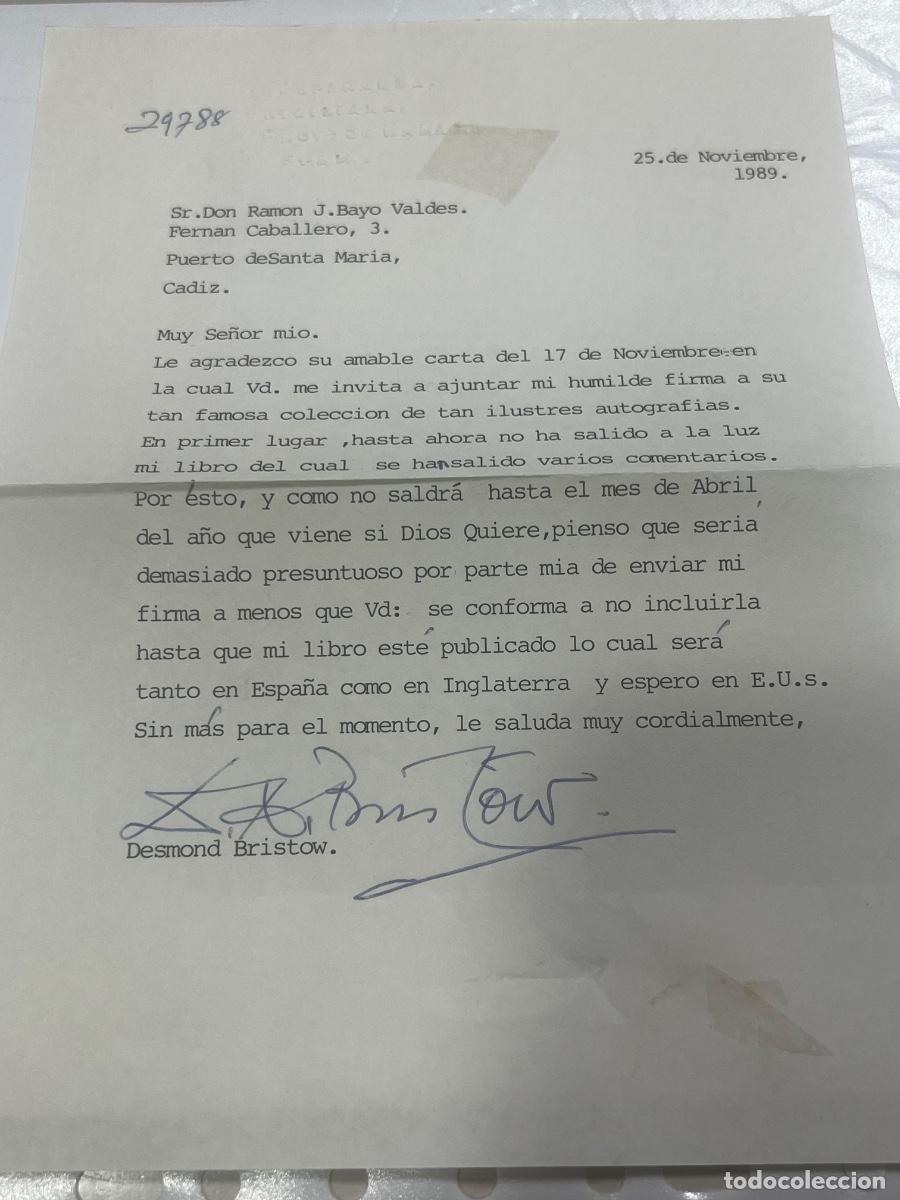 29788
25.de Noviembre,
1989.
Sr.Don Ramon J.Bayo Valdes.
Fernan Caballero, 3.
Puerto deSanta Maria,
Cadiz.
Muy Señor mio.
Le agradezco su amable carta del 17 de Noviembre en
la cual Vd. me invita a ajuntar mi humilde firma a su
tan famosa coleccion de tan ilustres autografias.
En primer lugar ,hasta ahora no ha salido a la luz
mi libro del cual se han salido varios comentarios.
Por ésto, y como no saldrá hasta el mes de Abril
del año que viene si Dios Quiere,pienso que sería
demasiado presuntuoso por parte mia de enviar mi
firma a menos que Vd: se conforma a no incluirla
hasta que mi libro esté publicado lo cual será
tanto en España como en Inglaterra y espero en E.U.s.
Sin más para el momento, le saluda muy cordialmente,
D.A. Bristow.
Desmond Bristow.
todocoleccion